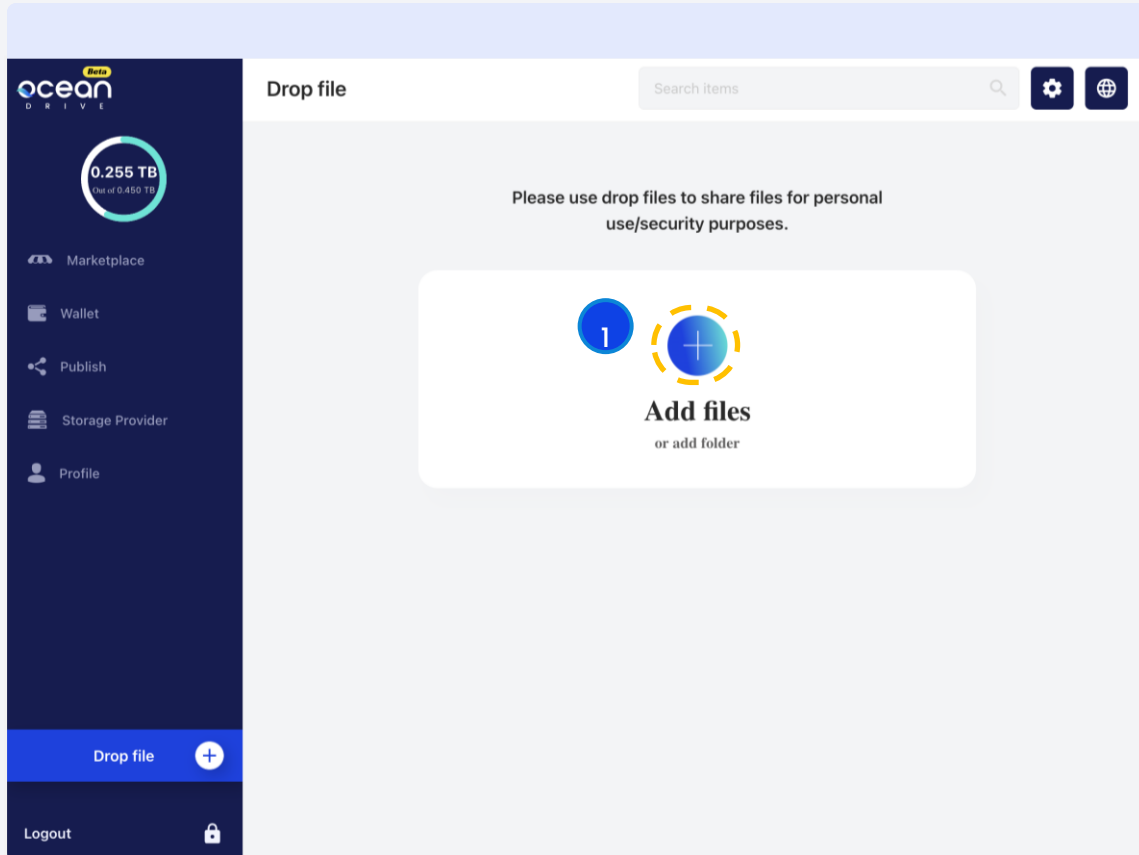 Beta
ocean
DRIVE
0.255 TB
Out of 0.450 TB
Marketplace
Wallet
Publish
Storage Provider
Profile
Drop file
Logout
Drop file
Search items
Please use drop files to share files for personal
use/security purposes.
1
Add files
or add folder